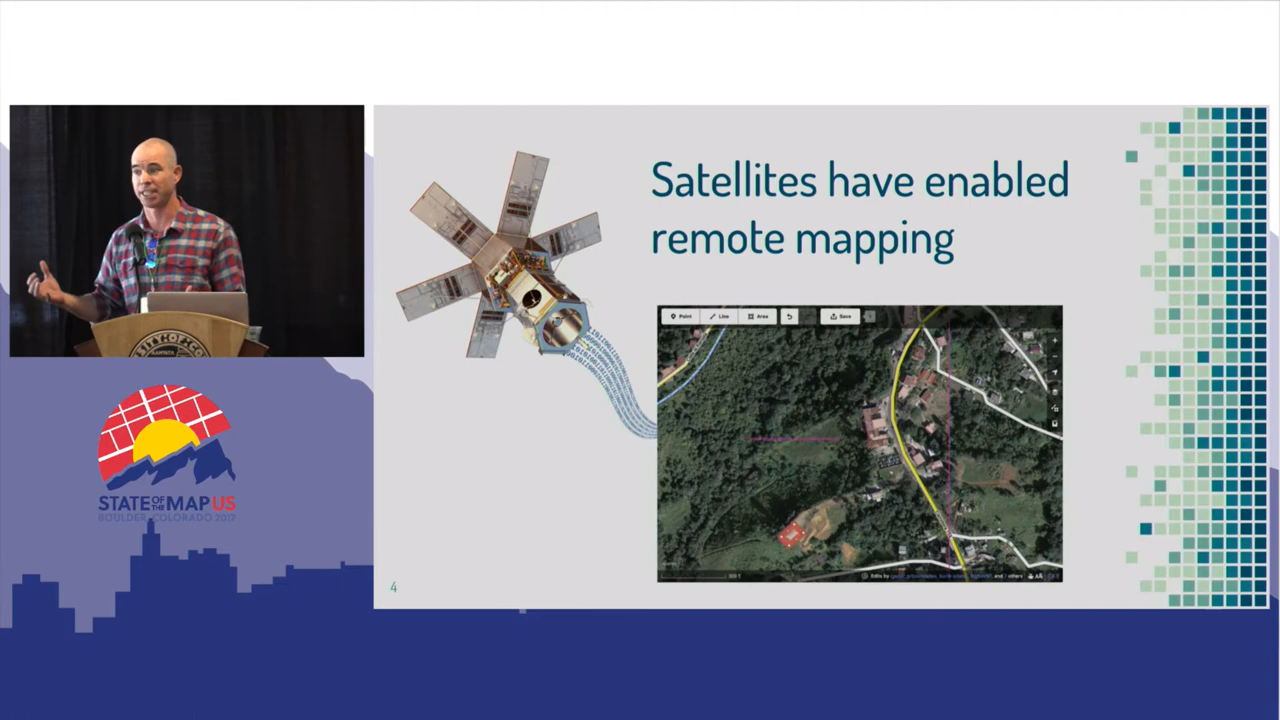 Satellites have enabled
remote mapping
Point
Line
Area
Save
STATE OF THE MAP US
BOULDER, COLORADO 2017
4